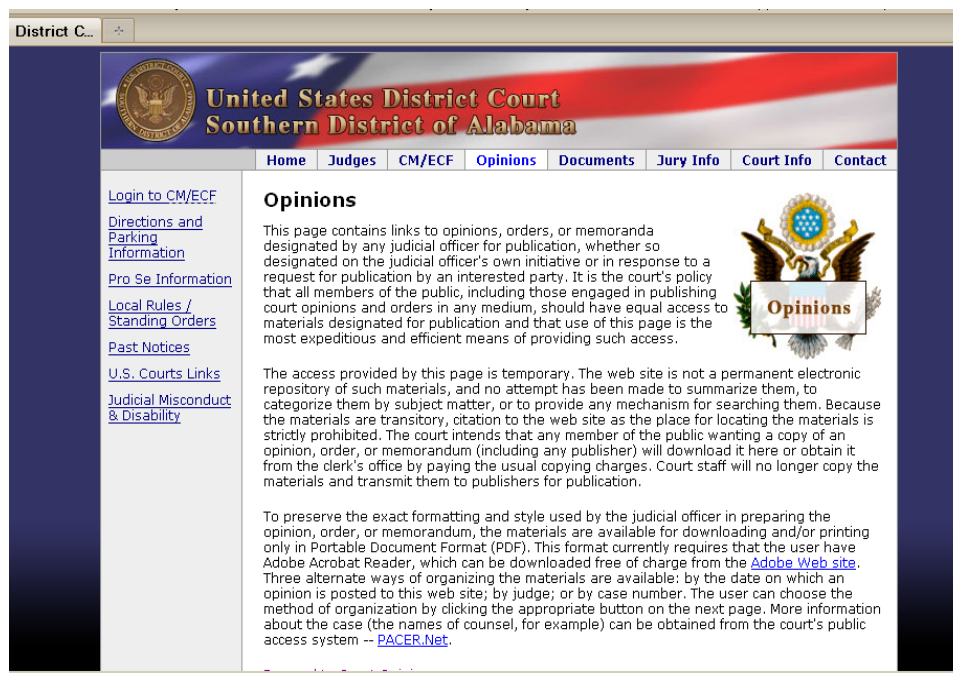 District C...
United States District Court
Southern District of Alabama
Home Judges CM/ECF Opinions Documents Jury Info Court Info Contact
Login to CM/ECF
Directions and
Parking
Information
Pro Se Information
Local Rules /
Standing Orders
Past Notices
U.S. Courts Links
Judicial Misconduct
& Disability
Opinions
This page contains links to opinions, orders, or memoranda
designated by any judicial officer for publication, whether so
designated on the judicial officer's own initiative or in response to a
request for publication by an interested party. It is the court's policy
that all members of the public, including those engaged in publishing
court opinions and orders in any medium, should have equal access to
materials designated for publication and that use of this page is the
most expeditious and efficient means of providing such access.
Opinions
The access provided by this page is temporary. The web site is not a permanent electronic
repository of such materials, and no attempt has been made to summarize them, to
categorize them by subject matter, or to provide any mechanism for searching them. Because
the materials are transitory, citation to the web site as the place for locating the materials is
strictly prohibited. The court intends that any member of the public wanting a copy of an
opinion, order, or memorandum (including any publisher) will download it here or obtain it
from the clerk's office by paying the usual copying charges. Court staff will no longer copy the
materials and transmit them to publishers for publication.
To preserve the exact formatting and style used by the judicial officer in preparing the
opinion, order, or memorandum, the materials are available for downloading and/or printing
only in Portable Document Format (PDF). This format currently requires that the user have
Adobe Acrobat Reader, which can be downloaded free of charge from the Adobe Web site.
Three alternate ways of organizing the materials are available: by the date on which an
opinion is posted to this web site; by judge; or by case number. The user can choose the
method of organization by clicking the appropriate button on the next page. More information
about the case (the names of counsel, for example) can be obtained from the court's public
access system -- PACER.Net.